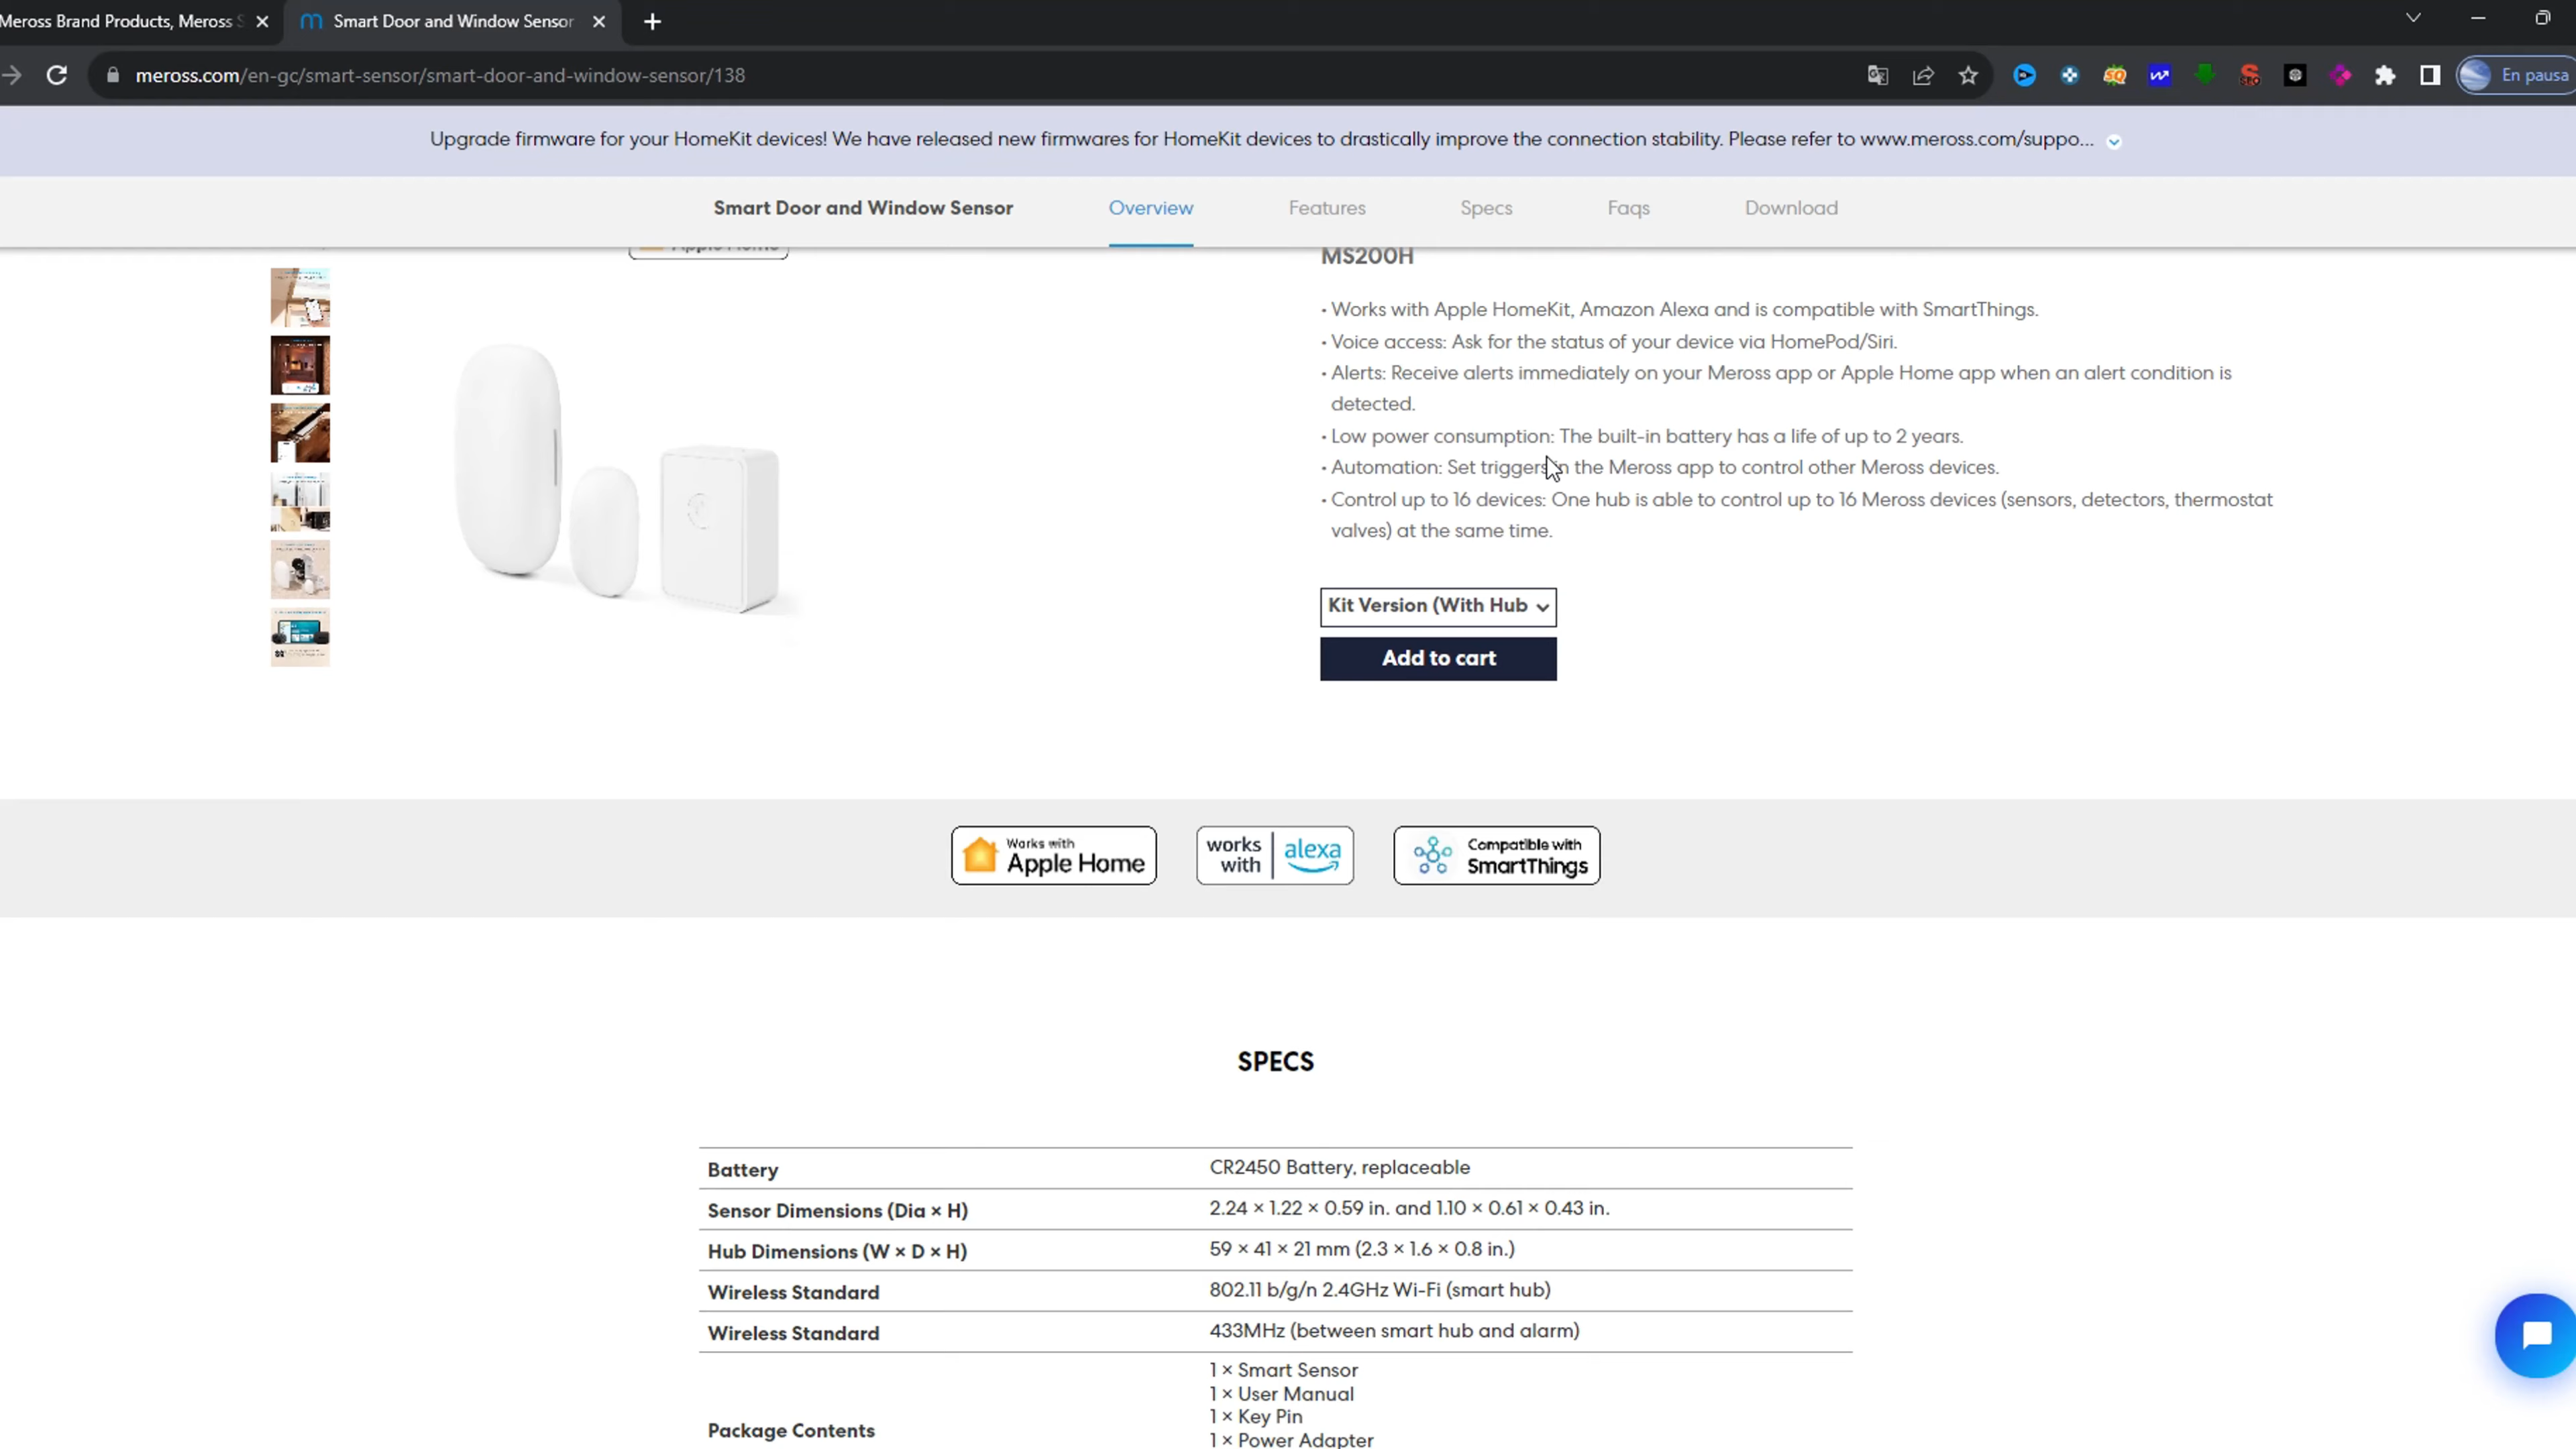 Meross Brand Products, Meross S
Smart Door and Window Sensor
meross.com/en-gc/smart-sensor/smart-door-and-window-sensor/138
En pausa
Upgrade firmware for your HomeKit devices! We have released new firmwares for HomeKit devices to drastically improve the connection stability. Please refer to www.meross.com/suppo...
Smart Door and Window Sensor
Overview
Features
Specs
Faqs
Download
Apple Home
MS200H
• Works with Apple HomeKit, Amazon Alexa and is compatible with SmartThings.
• Voice access: Ask for the status of your device via HomePod/Siri.
• Alerts: Receive alerts immediately on your Meross app or Apple Home app when an alert condition is
detected.
• Low power consumption: The built-in battery has a life of up to 2 years.
• Automation: Set triggers in the Meross app to control other Meross devices.
• Control up to 16 devices: One hub is able to control up to 16 Meross devices (sensors, detectors, thermostat
valves) at the same time.
Kit Version (With Hub
Add to cart
Works with
Apple Home
works
with
alexa
Compatible with
SmartThings
SPECS
Battery
CR2450 Battery, replaceable
Sensor Dimensions (Dia × H)
2.24 × 1.22 × 0.59 in. and 1.10 × 0.61 × 0.43 in.
Hub Dimensions (W × D × H)
59 × 41 × 21 mm (2.3 × 1.6 × 0.8 in.)
Wireless Standard
802.11 b/g/n 2.4GHz Wi-Fi (smart hub)
Wireless Standard
433MHz (between smart hub and alarm)
Package Contents
1 × Smart Sensor
1 × User Manual
1 × Key Pin
1 × Power Adapter